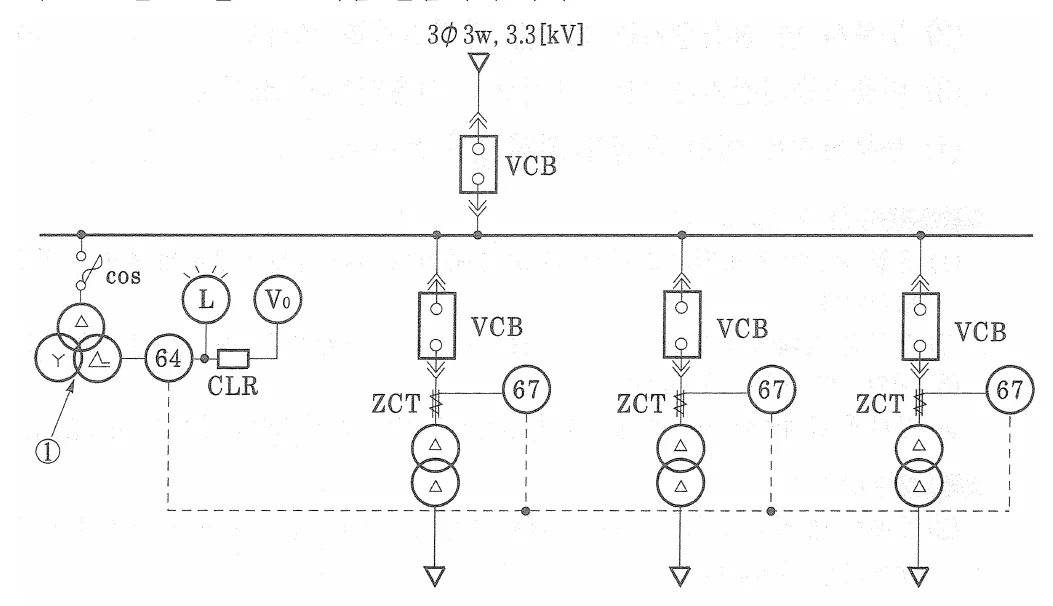 3ϕ 3w, 3.3[kV]
VCB
cos
L
V₀
VCB
VCB
VCB
Δ
Y
64
CLR
67
67
67
ZCT
ZCT
ZCT
①
Δ
Δ
Δ
Δ
Δ
Δ